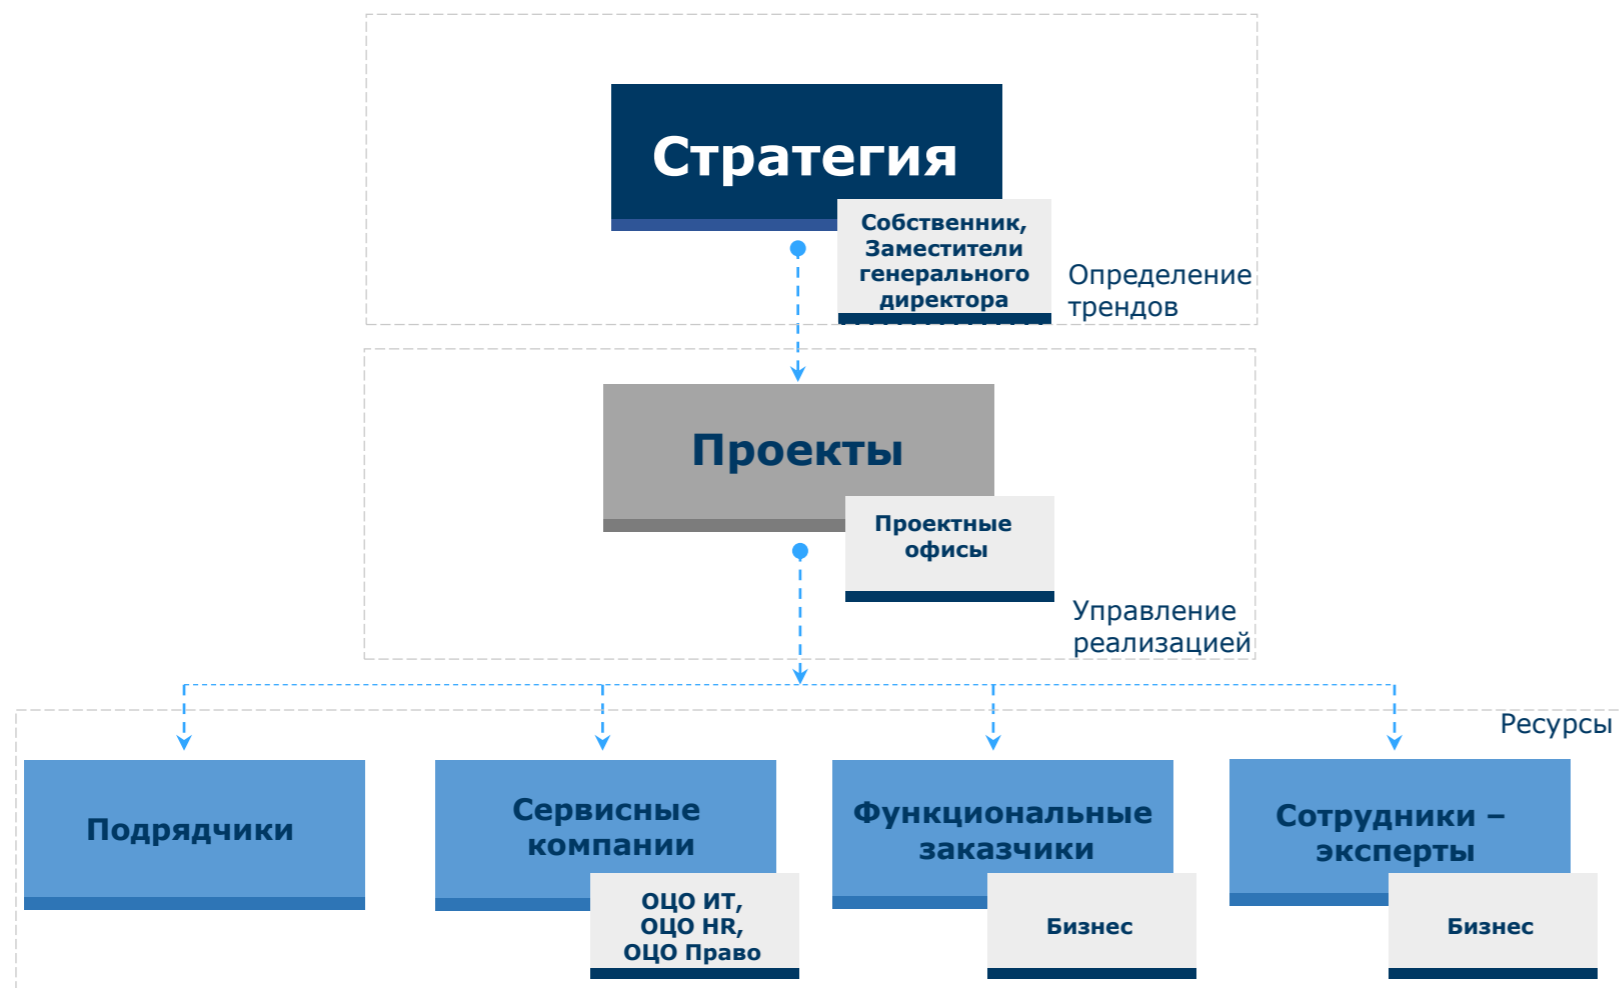 Стратегия
Собственник,
Заместители
генерального
директора
Определение
трендов
Проекты
Проектные
офисы
Управление
реализацией
Ресурсы
Подрядчики
Сервисные
компании
ОЦО ИТ,
ОЦО HR,
ОЦО Право
Функциональные
заказчики
Бизнес
Сотрудники –
эксперты
Бизнес